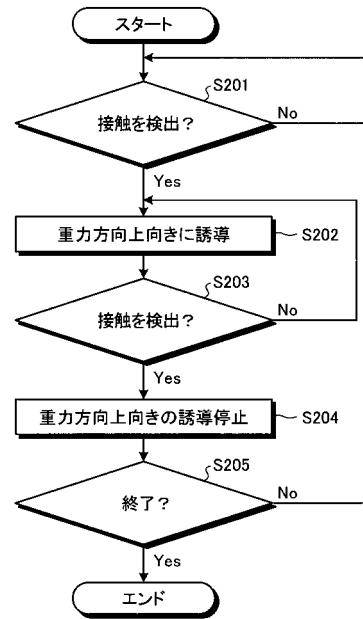 スタート
S201
接触を検出？
No
Yes
重力方向上向きに誘導
S202
S203
接触を検出？
No
Yes
重力方向上向きの誘導停止
S204
S205
終了？
No
Yes
エンド